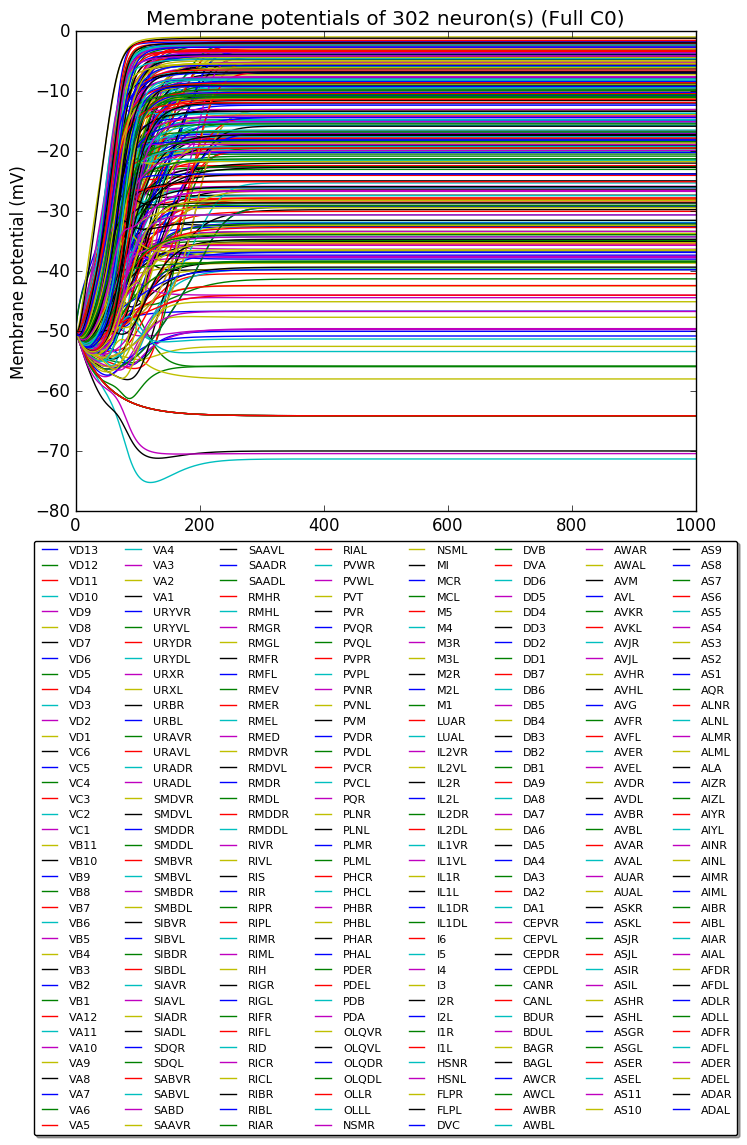 Membrane potentials of 302 neuron(s) (Full C0)
0
−10
−20
−30
−40
−50
−60
−70
−80
Membrane potential (mV)
0 200 400 600 800 1000
VD13 VA4 SAAVL RIAL NSML DVB AWAR AS9
VD12 VA3 SAADR PVWR MI DVA AWAL AS8
VD11 VA2 SAADL PVWL MCR DD6 AVM AS7
VD10 VA1 RMHR PVT MCL DD5 AVL AS6
VD9 URYVR RMHL PVR M5 DD4 AVKR AS5
VD8 URYVL RMGR PVQR M4 DD3 AVKL AS4
VD7 URYDR RMGL PVQL M3R DD2 AVJR AS3
VD6 URYDL RMFR PVPR M3L DD1 AVJL AS2
VD5 URXR RMFL PVPL M2R DB7 AVHR AS1
VD4 URXL RMEV PVNR M2L DB6 AVHL AQR
VD3 URBR RMER PVNL M1 DB5 AVG ALNR
VD2 URBL RMEL PVM LUAR DB4 AVFR ALNL
VD1 URAVR RMED PVDR LUAL DB3 AVFL ALMR
VC6 URAVL RMDVR PVDL IL2VR DB2 AVER ALML
VC5 URADR RMDVL PVCR IL2VL DB1 AVEL ALA
VC4 URADL RMDR PVCL IL2R DA9 AVDR AIZR
VC3 SMDVR RMDL PQR IL2L DA8 AVDL AIZL
VC2 SMDVL RMDDR PLNR IL2DR DA7 AVBR AIYR
VC1 SMDDR RMDDL PLNL IL2DL DA6 AVBL AIYL
VB11 SMDDL RIVR PLMR IL1VR DA5 AVAR AINR
VB10 SMBVR RIVL PLML IL1VL DA4 AVAL AINL
VB9 SMBVL RIS PHCR IL1R DA3 AUAR AIMR
VB8 SMBDR RIR PHCL IL1L DA2 AUAL AIML
VB7 SMBDL RIPR PHBR IL1DR DA1 ASKR AIBR
VB6 SIBVR RIPL PHBL IL1DL CEPVR ASKL AIBL
VB5 SIBVL RIMR PHAR I6 CEPVL ASJR AIAR
VB4 SIBDR RIML PHAL I5 CEPDR ASJL AIAL
VB3 SIBDL RIH PDER I4 CEPDL ASIR AFDR
VB2 SIAVR RIGR PDEL I3 CANR ASIL AFDL
VB1 SIAVL RIGL PDB I2R CANL ASHR ADLR
VA12 SIADR RIFR PDA I2L BDUR ASHL ADLL
VA11 SIADL RIFL OLQVR I1R BDUL ASGR ADFR
VA10 SDQR RID OLQVL I1L BAGR ASGL ADFL
VA9 SDQL RICR OLQDR HSNR BAGL ASER ADER
VA8 SABVR RICL OLQDL HSNL AWCR ASEL ADEL
VA7 SABVL RIBR OLLR FLPR AWCL AS11 ADAR
VA6 SABD RIBL OLLL FLPL AWBR AS10 ADAL
VA5 SAAVR RIAR NSMR DVC AWBL